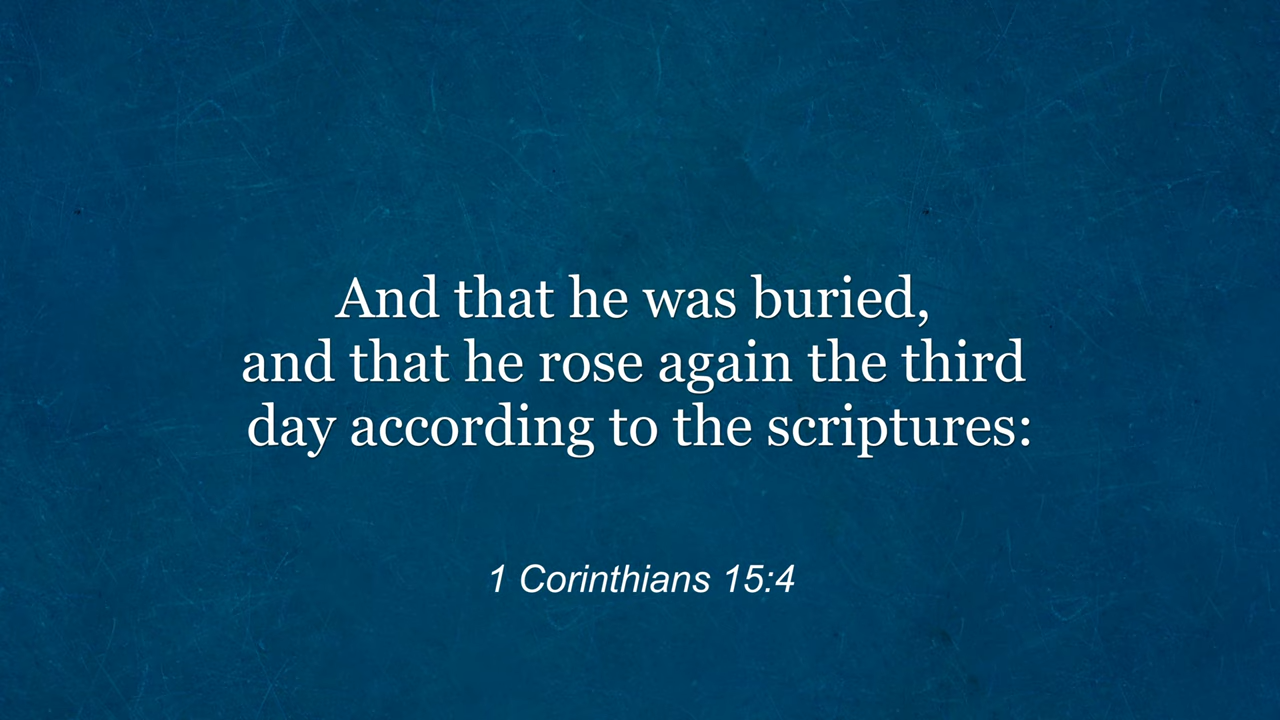 And that he was buried,
and that he rose again the third
day according to the scriptures:
1 Corinthians 15:4